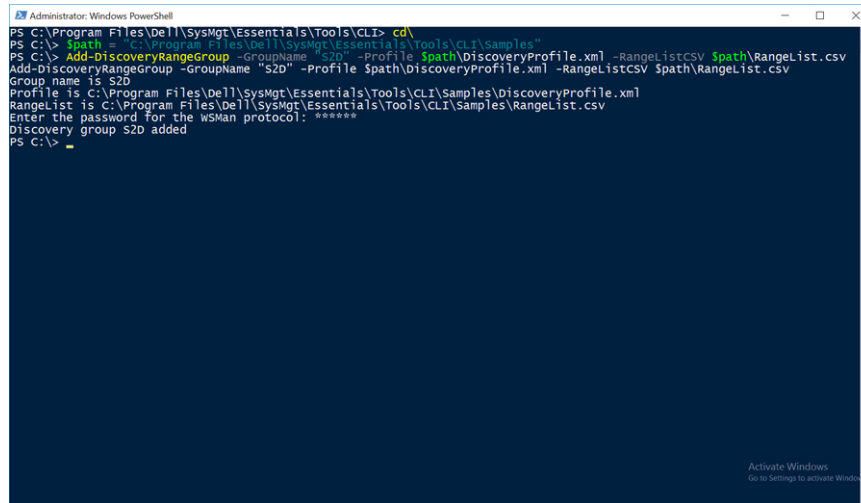 Administrator: Windows PowerShell
PS C:\Program Files\Dell\SysMgt\Essentials\Tools\CLI> cd\
PS C:\> $path = "C:\Program Files\Dell\SysMgt\Essentials\Tools\CLI\Samples"
PS C:\> Add-DiscoveryRangeGroup -GroupName "S2D" -Profile $path\DiscoveryProfile.xml -RangeListCSV $path\RangeList.csv
Add-DiscoveryRangeGroup -GroupName "S2D" -Profile $path\DiscoveryProfile.xml -RangeListCSV $path\RangeList.csv
Group name is S2D
Profile is C:\Program Files\Dell\SysMgt\Essentials\Tools\CLI\Samples\DiscoveryProfile.xml
RangeList is C:\Program Files\Dell\SysMgt\Essentials\Tools\CLI\Samples\RangeList.csv
Enter the password for the WSMan protocol: ******
Discovery group S2D added
PS C:\> _
Activate Windows
Go to Settings to activate Window